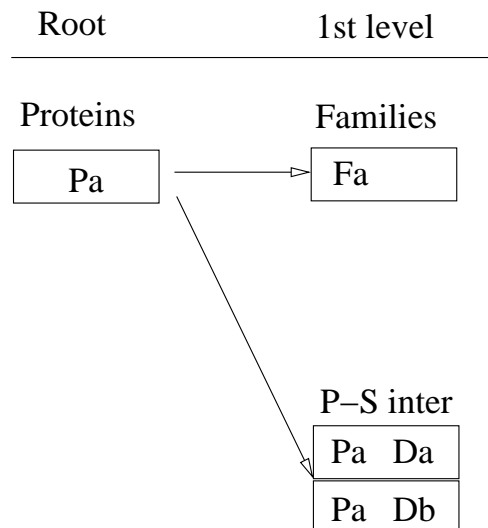 Root 1st level
Proteins Families
Pa Fa
P–S inter
Pa Da
Pa Db